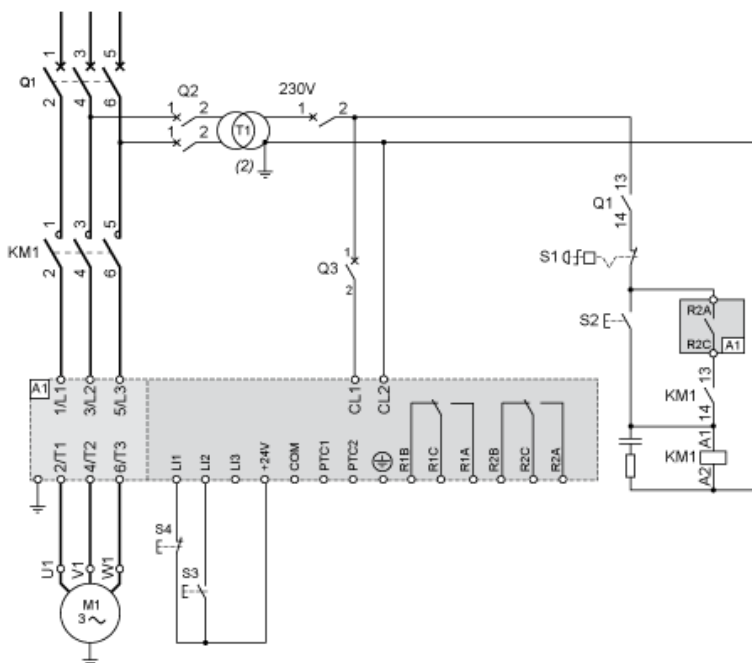 1 3 5
Q1
2 4 6
Q2
1 2
1 2
T1
(2)
230V
1 2
13
Q1
14
1 3 5
KM1
2 4 6
1
Q3
2
S1
S2
R2A
R2C
A1
13
KM1
14
A1
KM1
A2
A1
1/L1 3/L2 5/L3
CL1 CL2
2/T1 4/T2 6/T3
LI1 LI2 LI3 +24V COM PTC1 PTC2 R1B R1C R1A R2B R2C R2A
S4
S3
U1 V1 W1
M1
3 ~